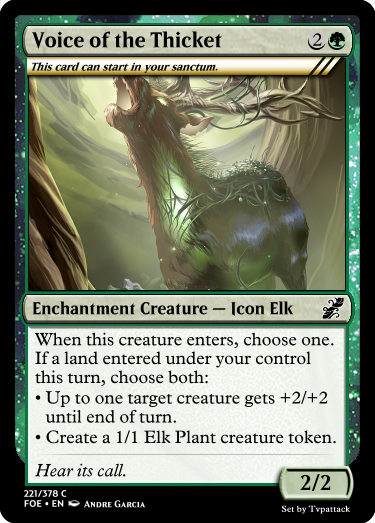 Voice of the Thicket 2
This card can start in your sanctum.
Enchantment Creature — Icon Elk
When this creature enters, choose one.
If a land entered under your control
this turn, choose both:
• Up to one target creature gets +2/+2
until end of turn.
• Create a 1/1 Elk Plant creature token.
Hear its call.
2/2
221/378 C
FOE • EN Andre Garcia
Set by Tvpattack